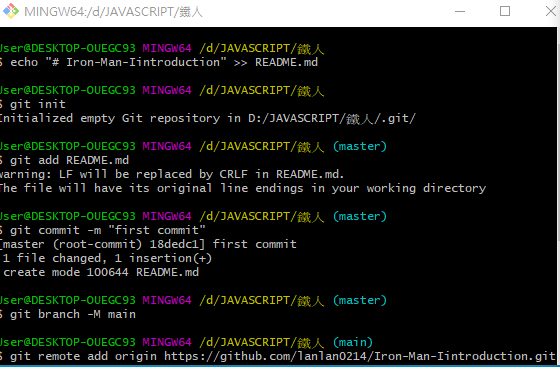 MINGW64:/d/JAVASCRIPT/鐵人
User@DESKTOP-OUEGC93 MINGW64 /d/JAVASCRIPT/鐵人
$ echo "# Iron-Man-Iintroduction" >> README.md
User@DESKTOP-OUEGC93 MINGW64 /d/JAVASCRIPT/鐵人
$ git init
Initialized empty Git repository in D:/JAVASCRIPT/鐵人/.git/
User@DESKTOP-OUEGC93 MINGW64 /d/JAVASCRIPT/鐵人 (master)
$ git add README.md
warning: LF will be replaced by CRLF in README.md.
The file will have its original line endings in your working directory
User@DESKTOP-OUEGC93 MINGW64 /d/JAVASCRIPT/鐵人 (master)
$ git commit -m "first commit"
[master (root-commit) 18dedc1] first commit
1 file changed, 1 insertion(+)
create mode 100644 README.md
User@DESKTOP-OUEGC93 MINGW64 /d/JAVASCRIPT/鐵人 (master)
$ git branch -M main
User@DESKTOP-OUEGC93 MINGW64 /d/JAVASCRIPT/鐵人 (main)
$ git remote add origin https://github.com/lanlan0214/Iron-Man-Iintroduction.git